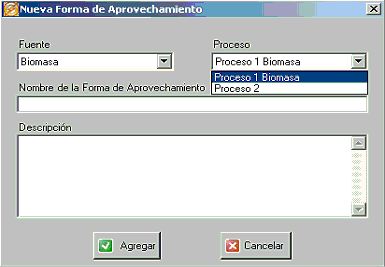 Nueva Forma de Aprovechamiento
Fuente Proceso
Biomasa Proceso 1 Biomasa
Proceso 1 Biomasa
Proceso 2
Nombre de la Forma de Aprovechamiento
Descripción
Agregar Cancelar